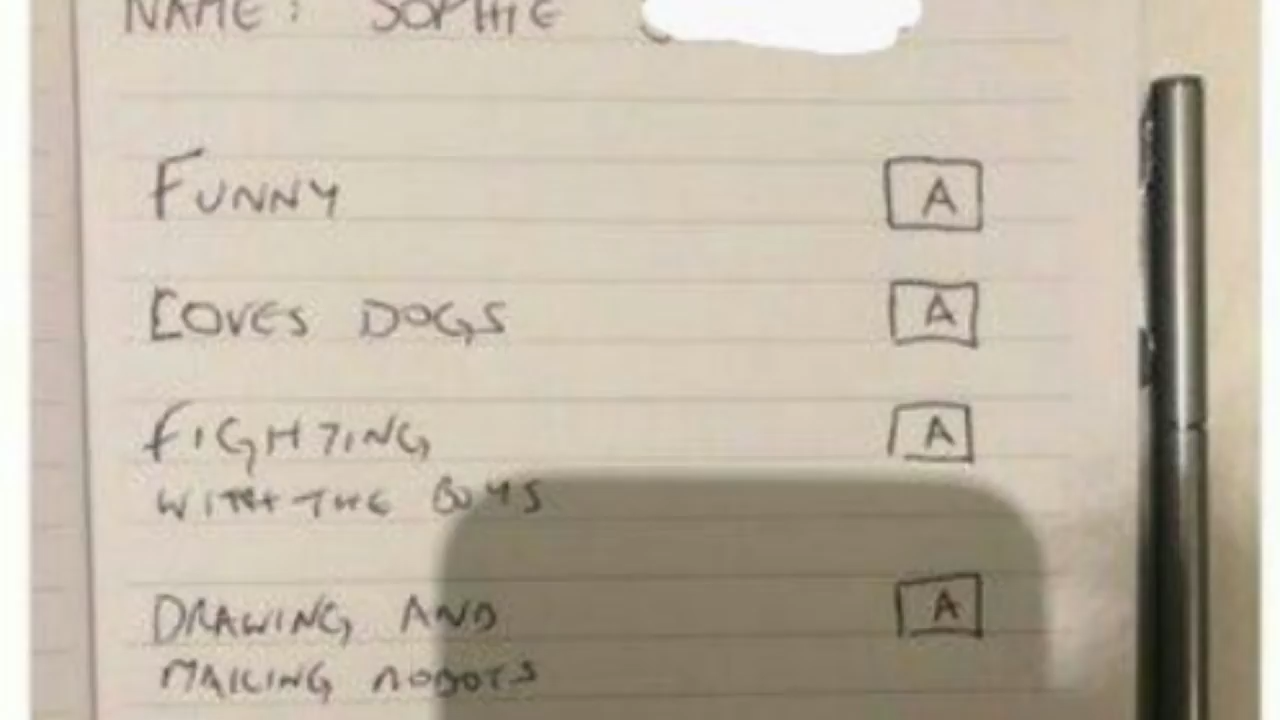 NAME: SOPHIE
FUNNY A
LOVES DOGS A
FIGHTING A
WITH THE BOYS
DRAWING AND A
MAKING ROBOTS